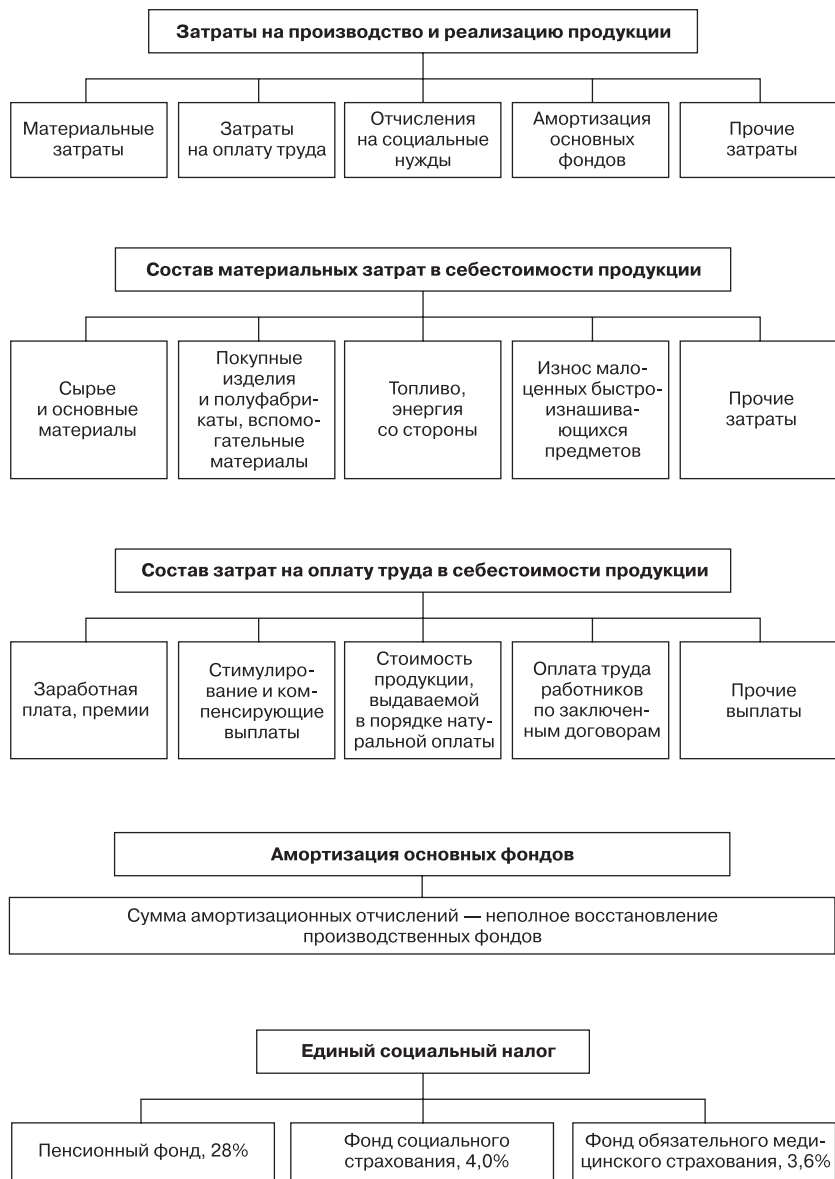 Затраты на производство и реализацию продукции
Материальные
затраты
Затраты
на оплату труда
Отчисления
на социальные
нужды
Амортизация
основных
фондов
Прочие
затраты
Состав материальных затрат в себестоимости продукции
Сырье
и основные
материалы
Покупные
изделия
и полуфабри-
каты, вспомо-
гательные
материалы
Топливо,
энергия
со стороны
Износ мало-
ценных быстро-
изнашива-
ющихся
предметов
Прочие
затраты
Состав затрат на оплату труда в себестоимости продукции
Заработная
плата, премии
Стимулиро-
вание и ком-
пенсирующие
выплаты
Стоимость
продукции,
выдаваемой
в порядке нату-
ральной оплаты
Оплата труда
работников
по заключен-
ным договорам
Прочие
выплаты
Амортизация основных фондов
Сумма амортизационных отчислений — неполное восстановление
производственных фондов
Единый социальный налог
Пенсионный фонд, 28%
Фонд социального
страхования, 4,0%
Фонд обязательного меди-
цинского страхования, 3,6%